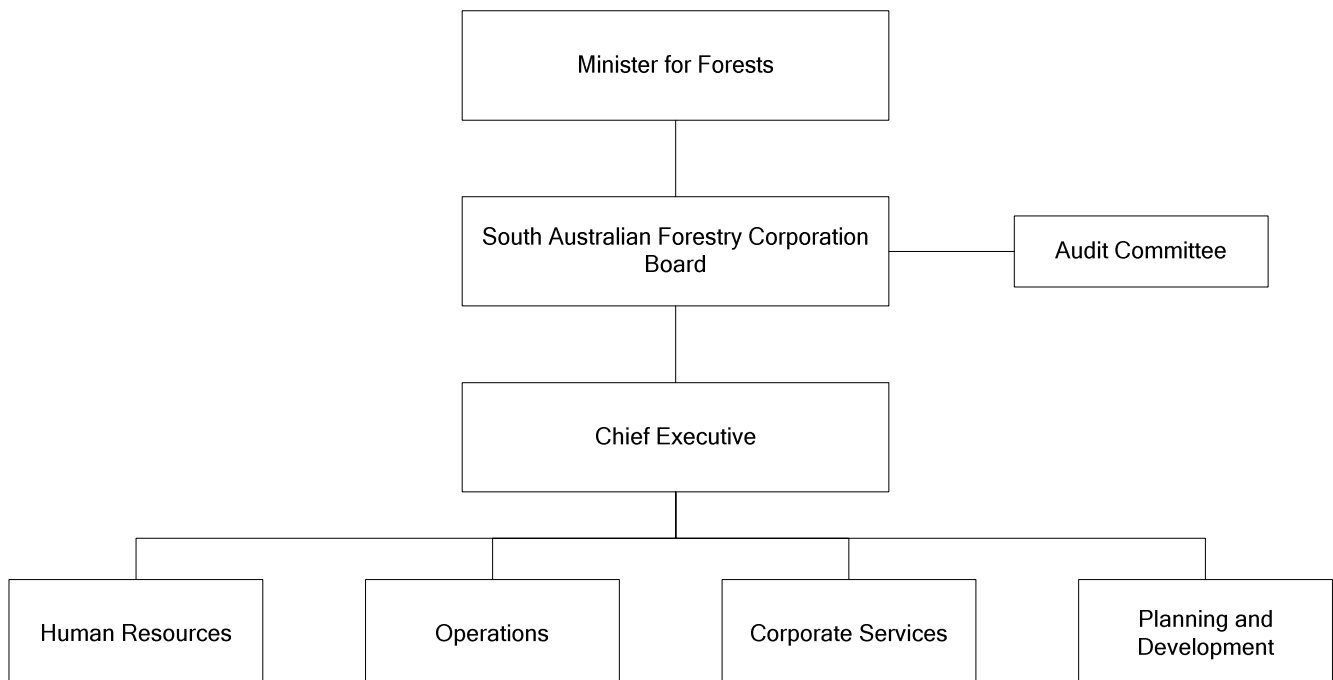 Minister for Forests
South Australian Forestry Corporation
Board
Audit Committee
Chief Executive
Human Resources
Operations
Corporate Services
Planning and
Development